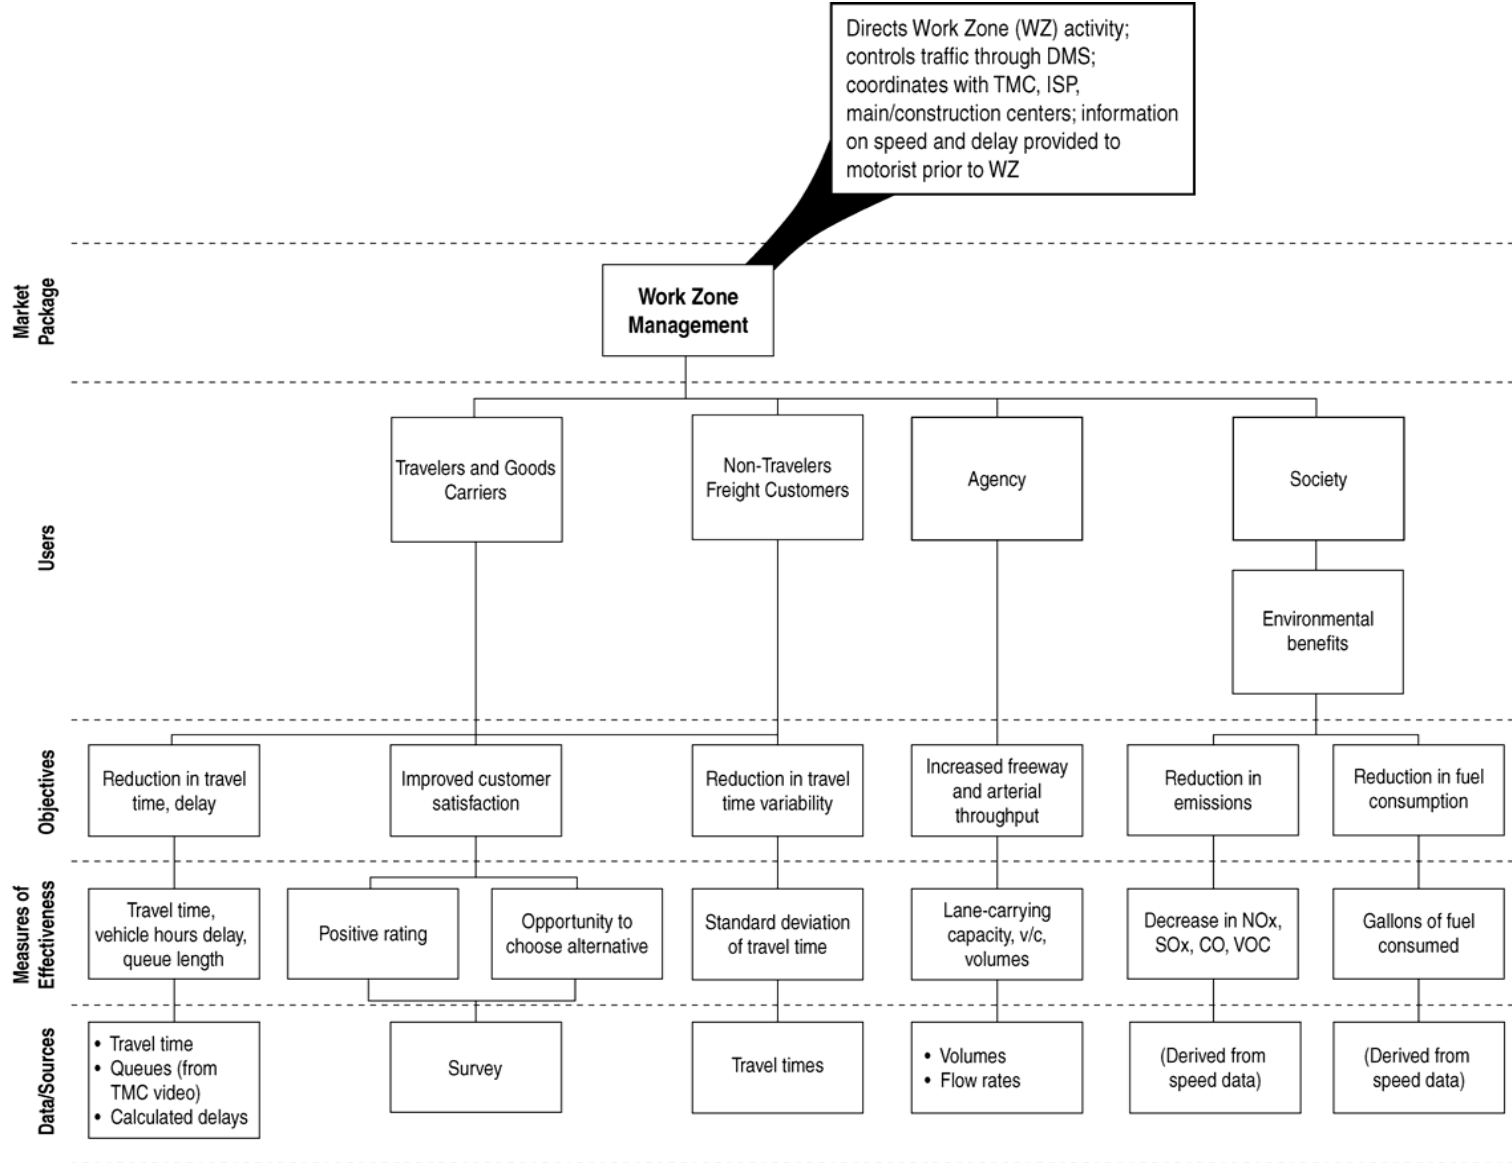 Directs Work Zone (WZ) activity;
controls traffic through DMS;
coordinates with TMC, ISP,
main/construction centers; information
on speed and delay provided to
motorist prior to WZ
Market
Package
Work Zone
Management
Users
Travelers and Goods
Carriers
Non-Travelers
Freight Customers
Agency
Society
Environmental
benefits
Objectives
Reduction in travel
time, delay
Improved customer
satisfaction
Reduction in travel
time variability
Increased freeway
and arterial
throughput
Reduction in
emissions
Reduction in fuel
consumption
Measures of
Effectiveness
Travel time,
vehicle hours delay,
queue length
Positive rating
Opportunity to
choose alternative
Standard deviation
of travel time
Lane-carrying
capacity, v/c,
volumes
Decrease in NOx,
SOx, CO, VOC
Gallons of fuel
consumed
Data/Sources
• Travel time
• Queues (from
TMC video)
• Calculated delays
Survey
Travel times
• Volumes
• Flow rates
(Derived from
speed data)
(Derived from
speed data)